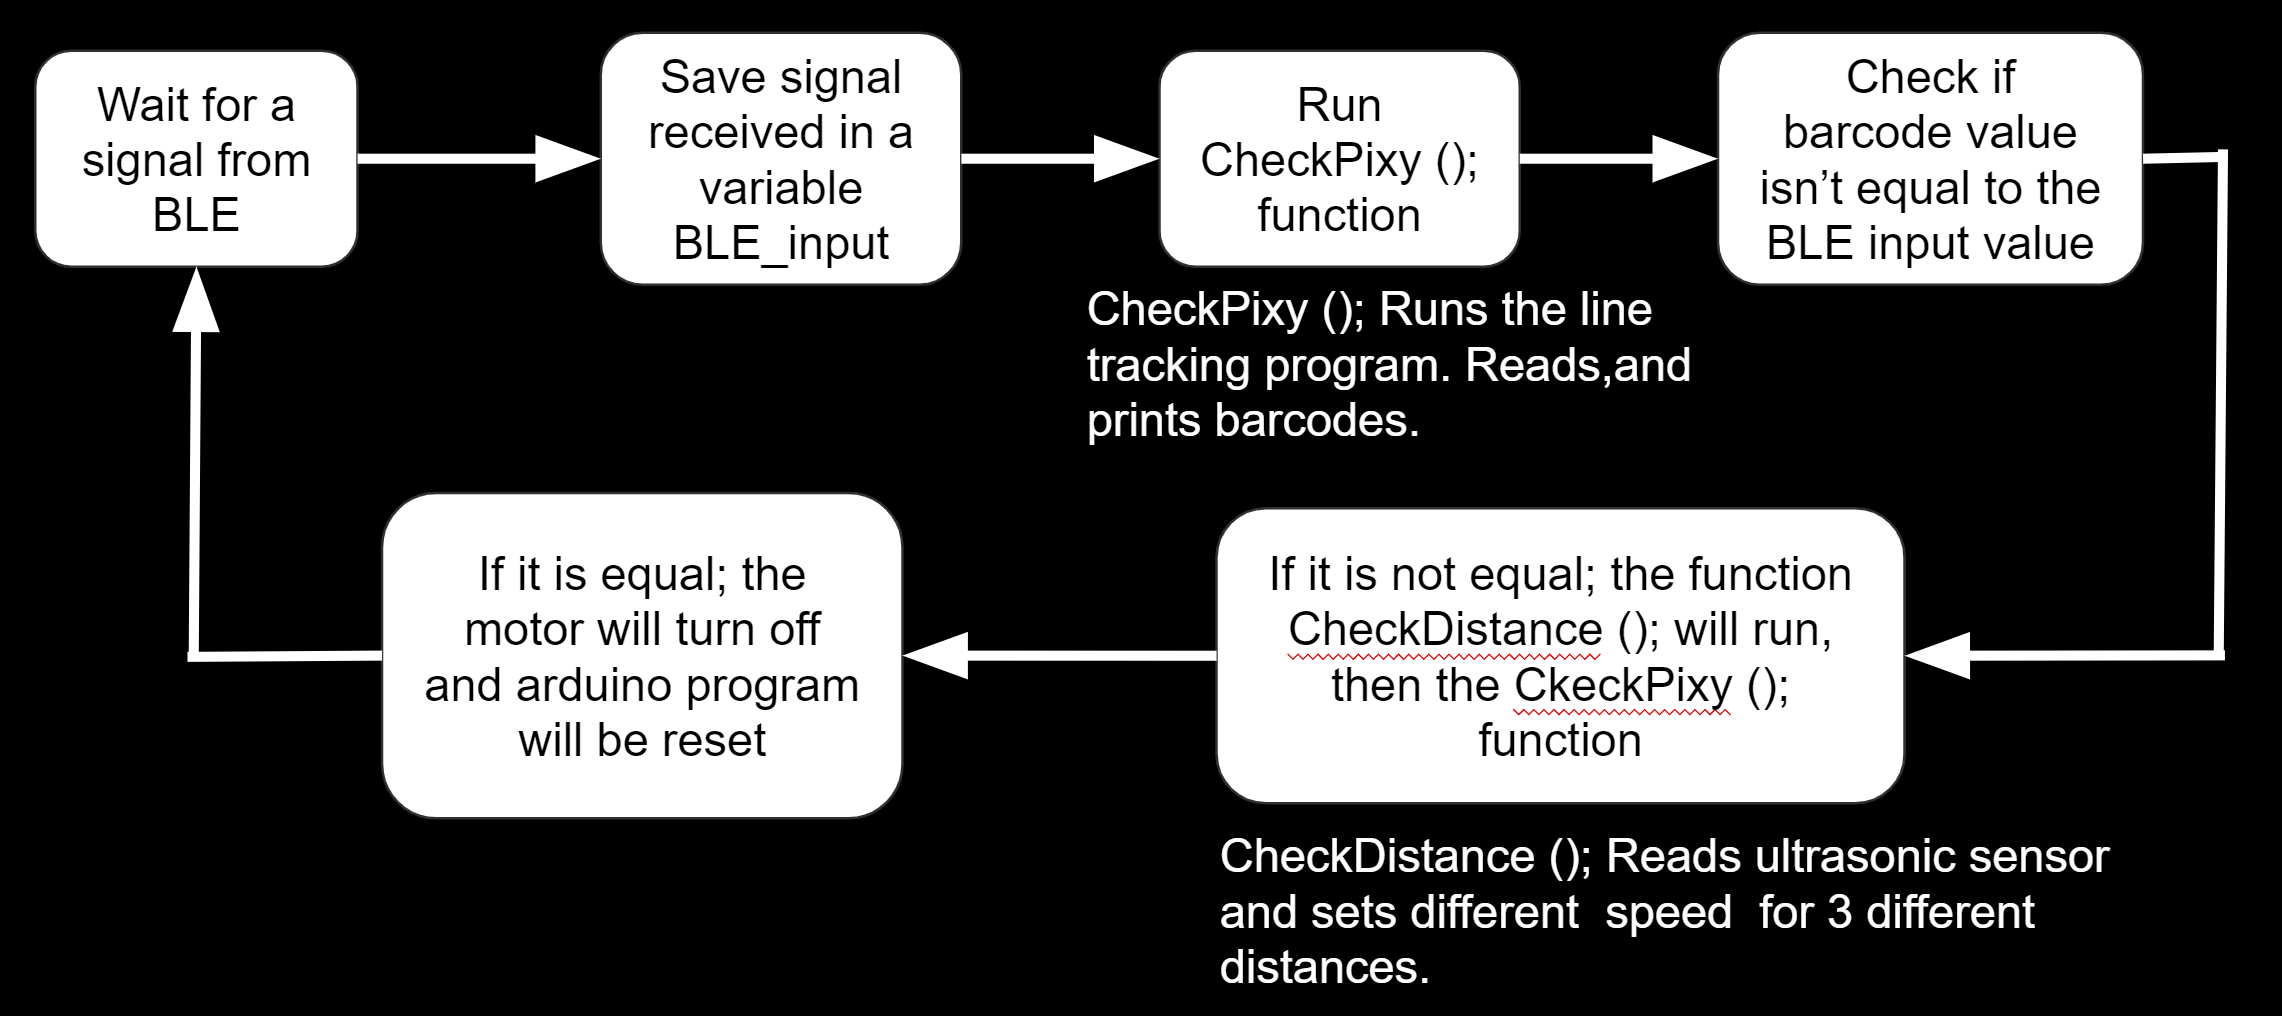 Wait for a
signal from
BLE
Save signal
received in a
variable
BLE_input
Run
CheckPixy ();
function
Check if
barcode value
isn’t equal to the
BLE input value
CheckPixy (); Runs the line
tracking program. Reads,and
prints barcodes.
If it is not equal; the function
CheckDistance (); will run,
then the CkeckPixy ();
function
CheckDistance (); Reads ultrasonic sensor
and sets different  speed  for 3 different
distances.
If it is equal; the
motor will turn off
and arduino program
will be reset